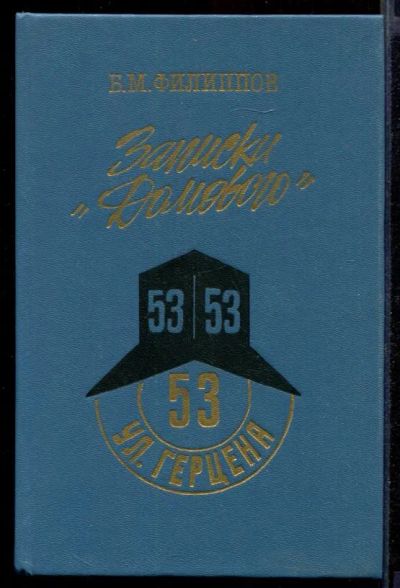 Б.М.ФИЛИППОВ
Записки
„Домового"
53 53
53
УЛ. ГЕРЦЕНА